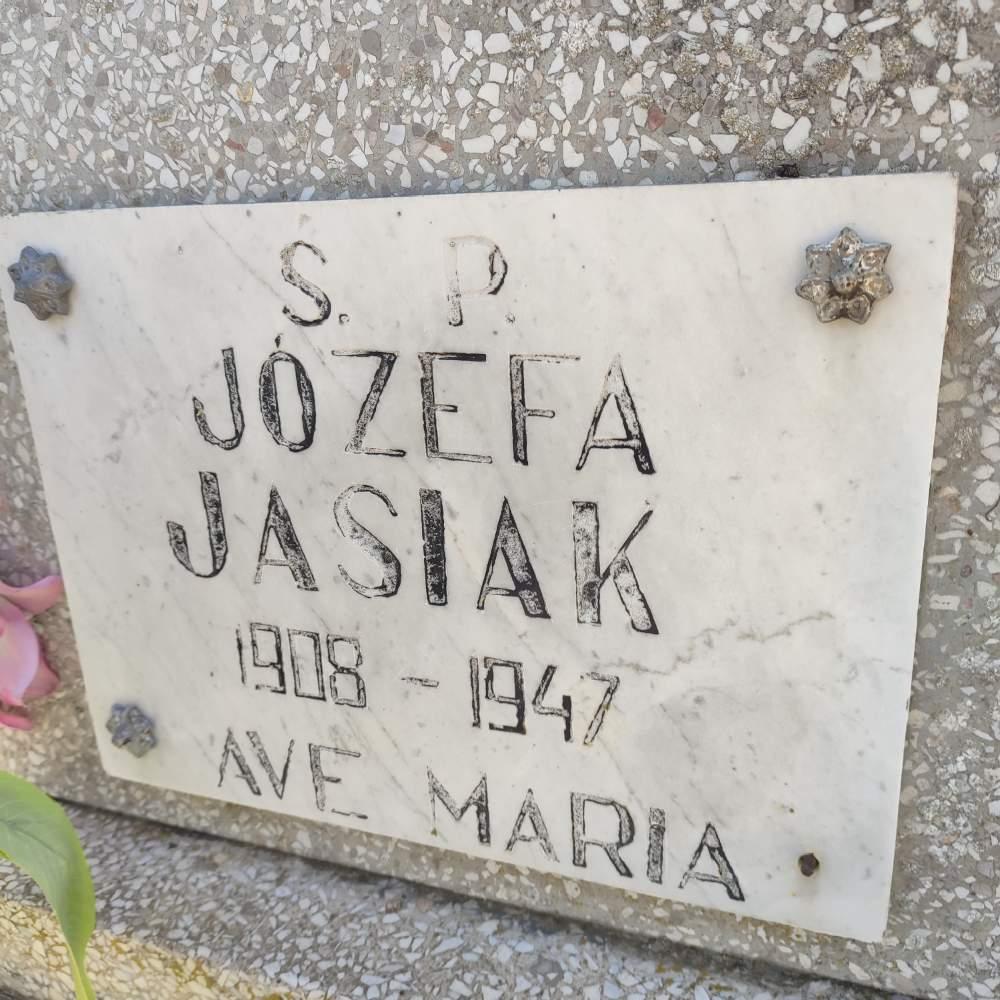 S. P.
JÓZEFA
JASIAK
1908 - 1947
AVE MARIA